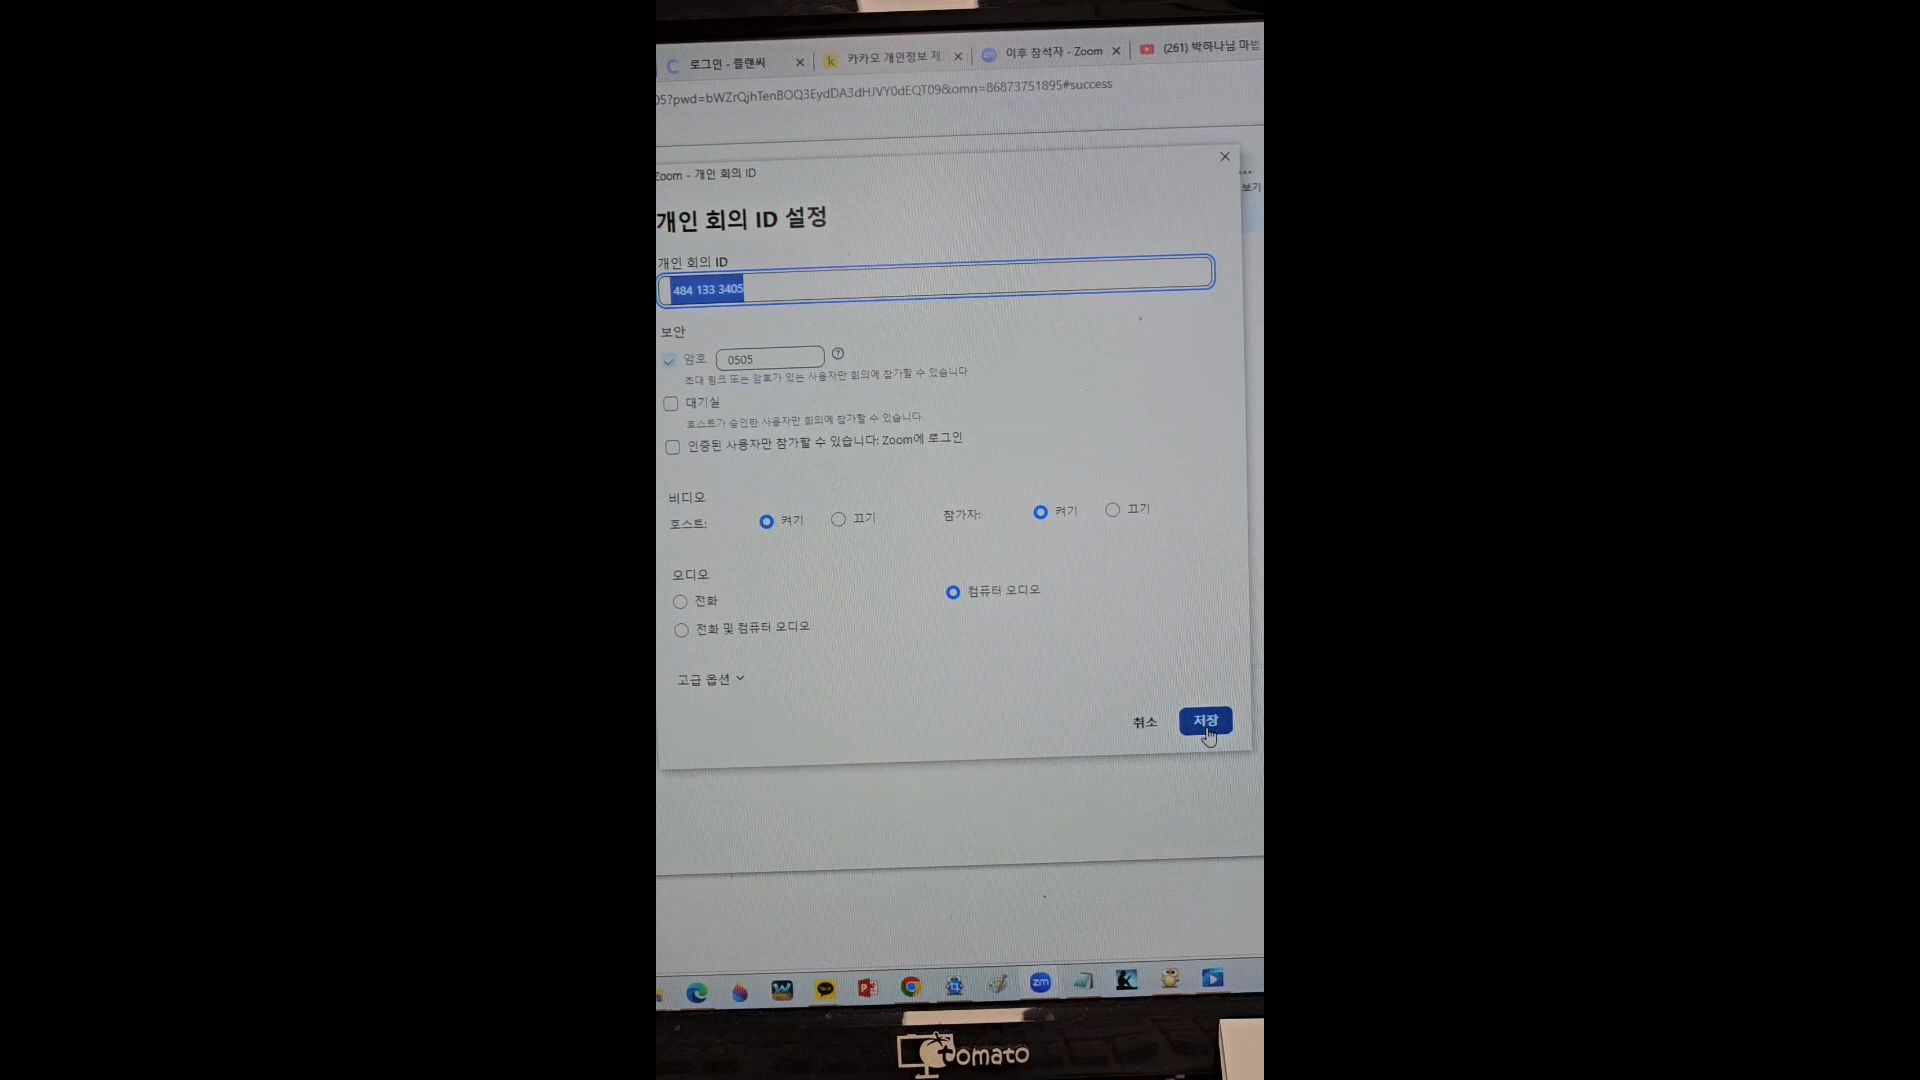 로그인 - 플랜씨
카카오 개인정보 제
이후 참석자 - Zoom
(261) 박하나님 마법
05?pwd=bWZrQjhTenBOQ3EydDA3dHJVY0dEQT09&omn=86873751895#success
Zoom - 개인 회의 ID
보기
개인 회의 ID 설정
개인 회의 ID
484 133 3405
보안
암호 0505
초대 링크 또는 암호가 있는 사용자만 회의에 참가할 수 있습니다
대기실
호스트가 승인한 사용자만 회의에 참가할 수 있습니다
인증된 사용자만 참가할 수 있습니다: Zoom에 로그인
비디오
호스트: 켜기 끄기 참가자: 켜기 끄기
오디오
전화 컴퓨터 오디오
전화 및 컴퓨터 오디오
고급 옵션
취소 저장
TALK
zm
tomato